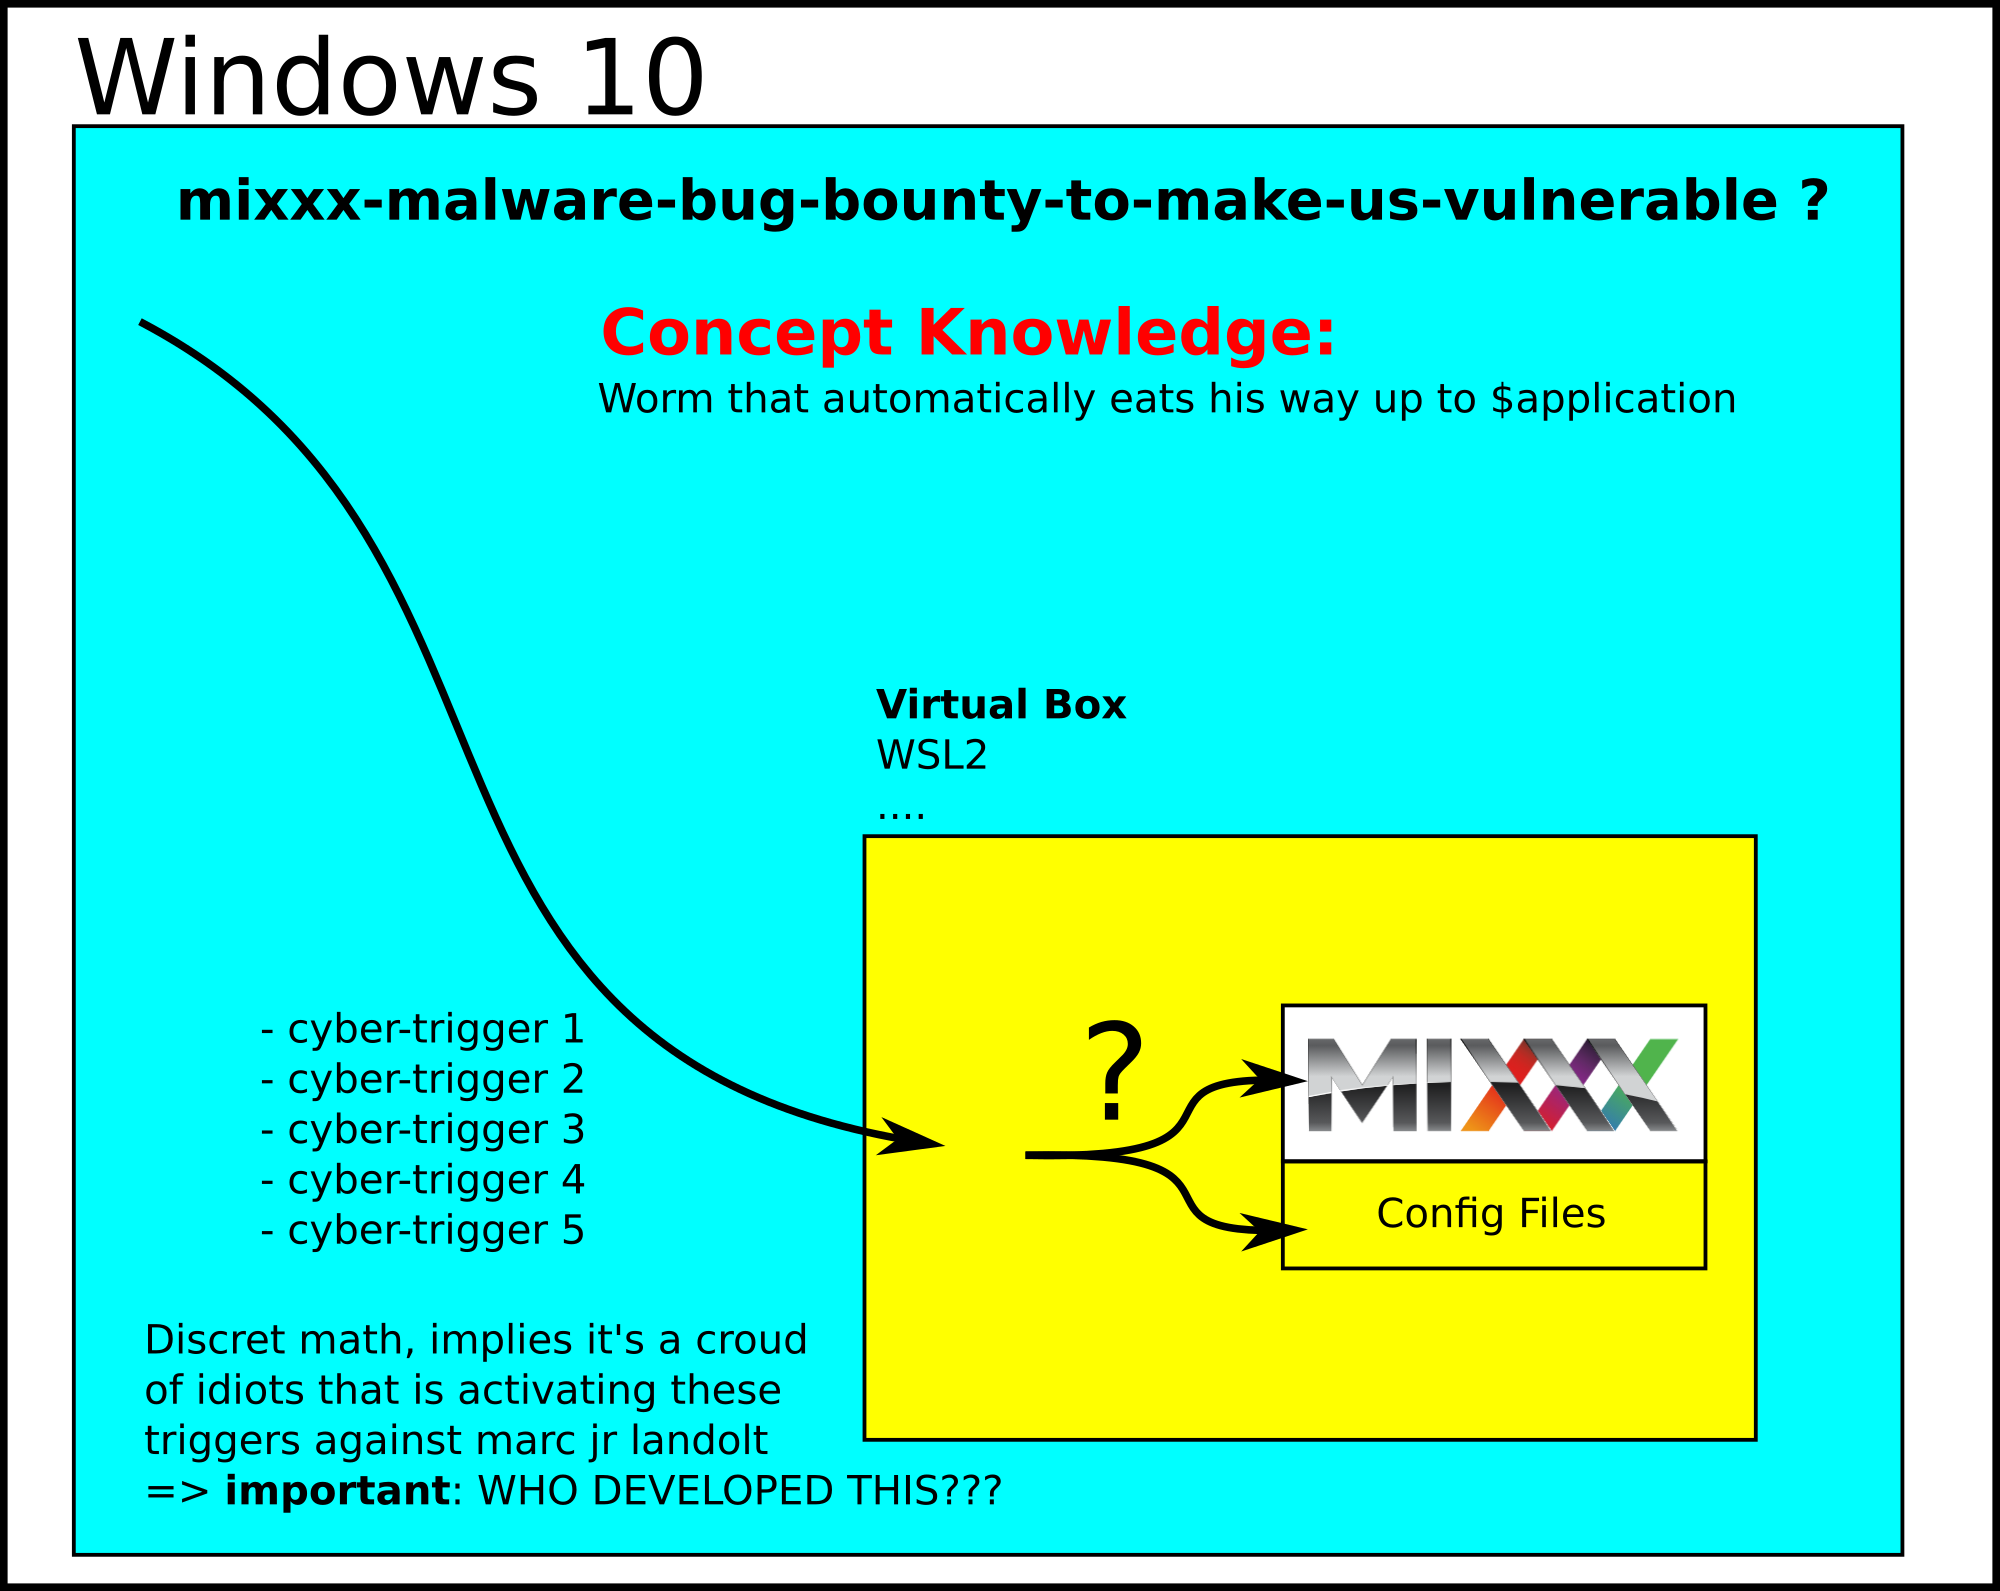 Windows 10
mixxx-malware-bug-bounty-to-make-us-vulnerable ?
Concept Knowledge:
Worm that automatically eats his way up to $application
Virtual Box
WSL2
....
?
MIXXX
Config Files
- cyber-trigger 1
- cyber-trigger 2
- cyber-trigger 3
- cyber-trigger 4
- cyber-trigger 5
Discret math, implies it's a croud
of idiots that is activating these
triggers against marc jr landolt
=> important: WHO DEVELOPED THIS???